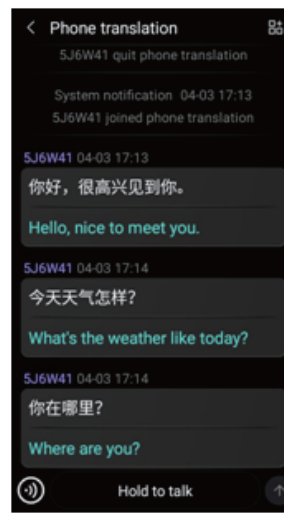 Phone translation
5J6W41 quit phone translation
System notification 04-03 17:13
5J6W41 joined phone translation
5J6W41 04-03 17:13
你好，很高兴见到你。
Hello, nice to meet you.
5J6W41 04-03 17:14
今天天气怎样？
What's the weather like today?
5J6W41 04-03 17:14
你在哪里？
Where are you?
Hold to talk